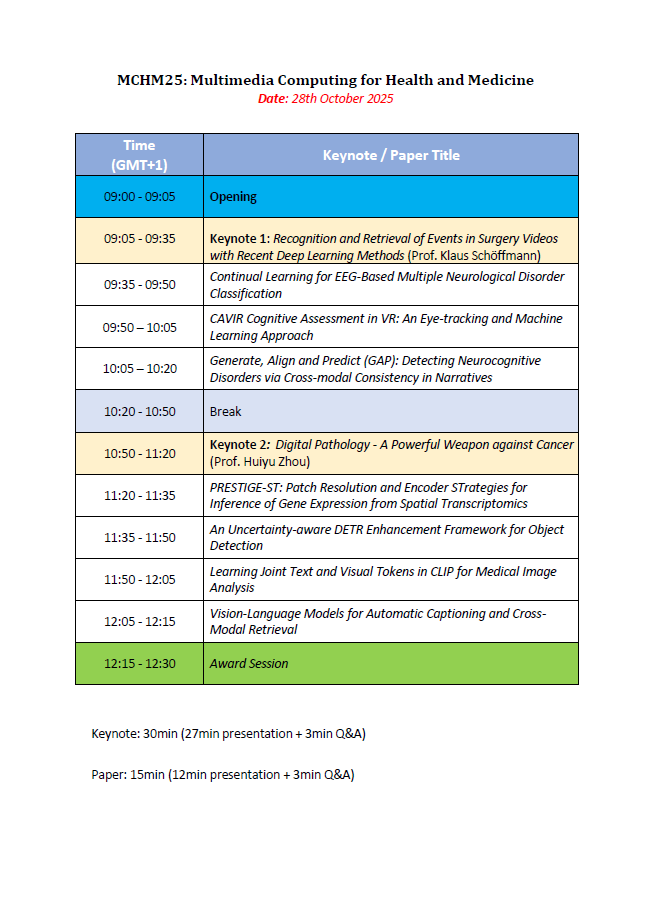 MCHM25: Multimedia Computing for Health and Medicine
Date: 28th October 2025
Time
(GMT+1)
Keynote / Paper Title
09:00 - 09:05
Opening
09:05 - 09:35
Keynote 1: Recognition and Retrieval of Events in Surgery Videos
with Recent Deep Learning Methods (Prof. Klaus Schöffmann)
09:35 - 09:50
Continual Learning for EEG-Based Multiple Neurological Disorder
Classification
09:50 – 10:05
CAVIR Cognitive Assessment in VR: An Eye-tracking and Machine
Learning Approach
10:05 – 10:20
Generate, Align and Predict (GAP): Detecting Neurocognitive
Disorders via Cross-modal Consistency in Narratives
10:20 - 10:50
Break
10:50 - 11:20
Keynote 2: Digital Pathology - A Powerful Weapon against Cancer
(Prof. Huiyu Zhou)
11:20 - 11:35
PRESTIGE-ST: Patch Resolution and Encoder STrategies for
Inference of Gene Expression from Spatial Transcriptomics
11:35 - 11:50
An Uncertainty-aware DETR Enhancement Framework for Object
Detection
11:50 - 12:05
Learning Joint Text and Visual Tokens in CLIP for Medical Image
Analysis
12:05 - 12:15
Vision-Language Models for Automatic Captioning and Cross-
Modal Retrieval
12:15 - 12:30
Award Session
Keynote: 30min (27min presentation + 3min Q&A)
Paper: 15min (12min presentation + 3min Q&A)